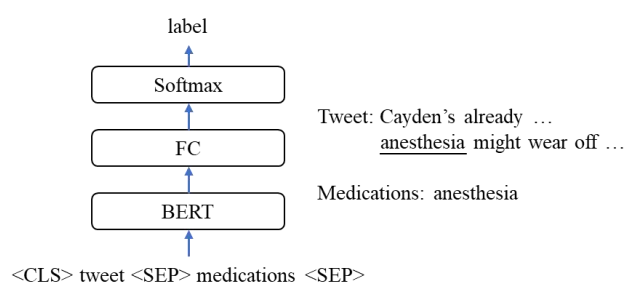 label
Softmax
FC
BERT
<CLS> tweet <SEP> medications <SEP>
Tweet: Cayden’s already …
anesthesia might wear off …
Medications: anesthesia